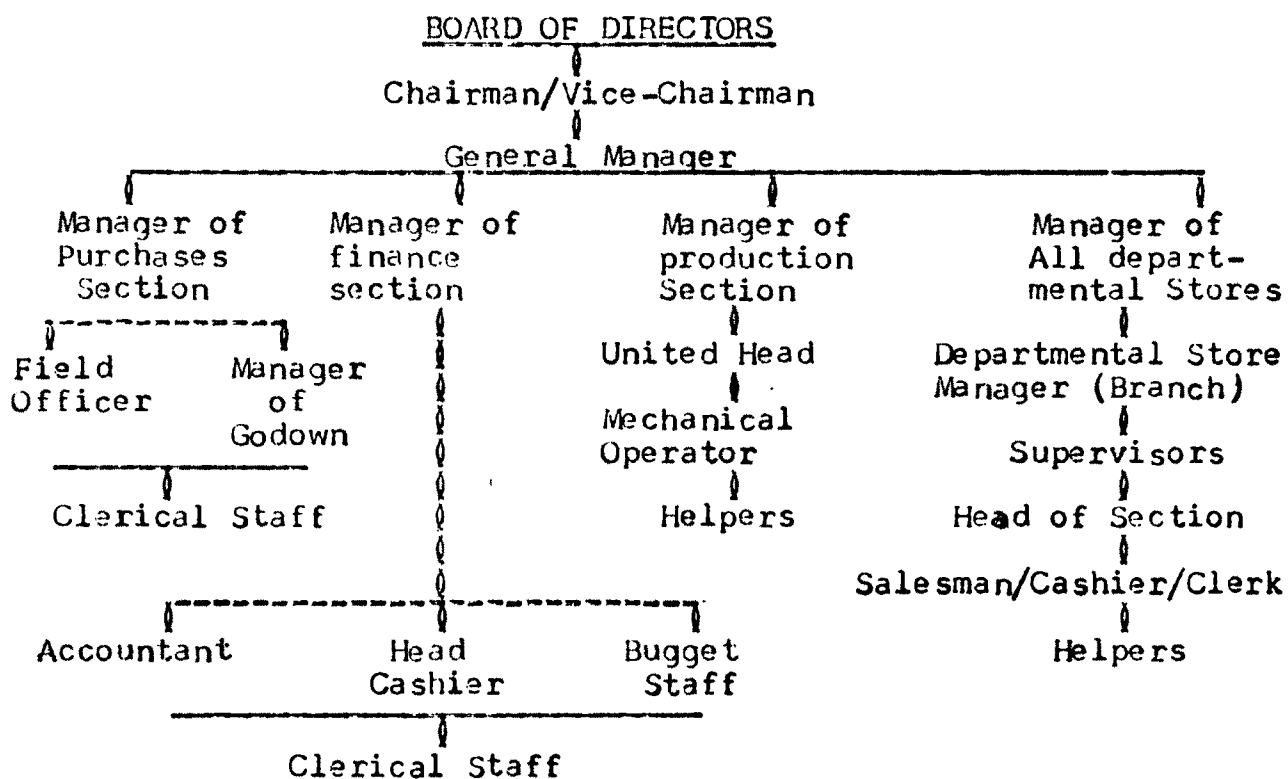 BOARD OF DIRECTORS
Chairman/Vice-Chairman
General Manager
Manager of Manager of Manager of Manager of
Purchases finance production All depart-
Section section Section mental Stores
Field Manager United Head Departmental Store
Officer of Mechanical Manager (Branch)
Godown Operator Supervisors
Clerical Staff Helpers Head of Section
Salesman/Cashier/Clerk
Accountant Head Bugget Helpers
Cashier Staff
Clerical Staff